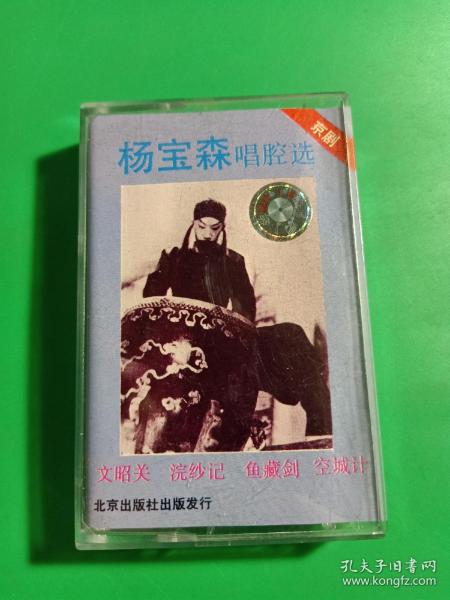 京剧
杨宝森唱腔选
文昭关 浣纱记 鱼藏剑 空城计
北京出版社出版发行
孔夫子旧书网
www.kongfz.com